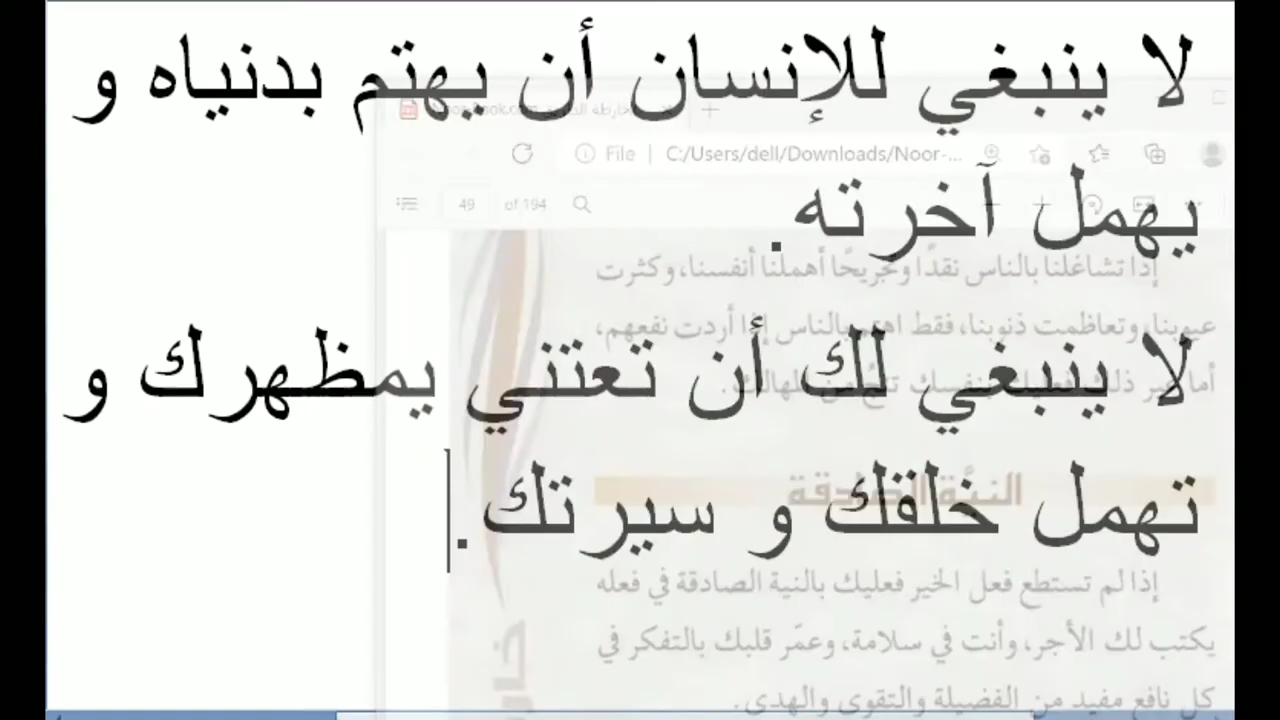 لا ينبغي للإنسان أن يهتم بدنياه و
File | C:/Users/dell/Downloads/Noor-...
يهمل آخرته.
49 of 194
إذا تشاغلنا بالناس نقدًا وتجريحًا أهملنا أنفسنا، وكثرت
عيوبنا، وتعاظمت ذنوبنا، فقط اهتم بالناس إذا أردت نفعهم،
لا ينبغي لك أن تعتني يمظهرك و
النيَّة الصادقة
تهمل خلقك و سيرتك.
إذا لم تستطع فعل الخير فعليك بالنية الصادقة في فعله
يكتب لك الأجر، وأنت في سلامة، وعمّر قلبك بالتفكر في
كل نافع مفيد من الفضيلة والتقوى والهدى.